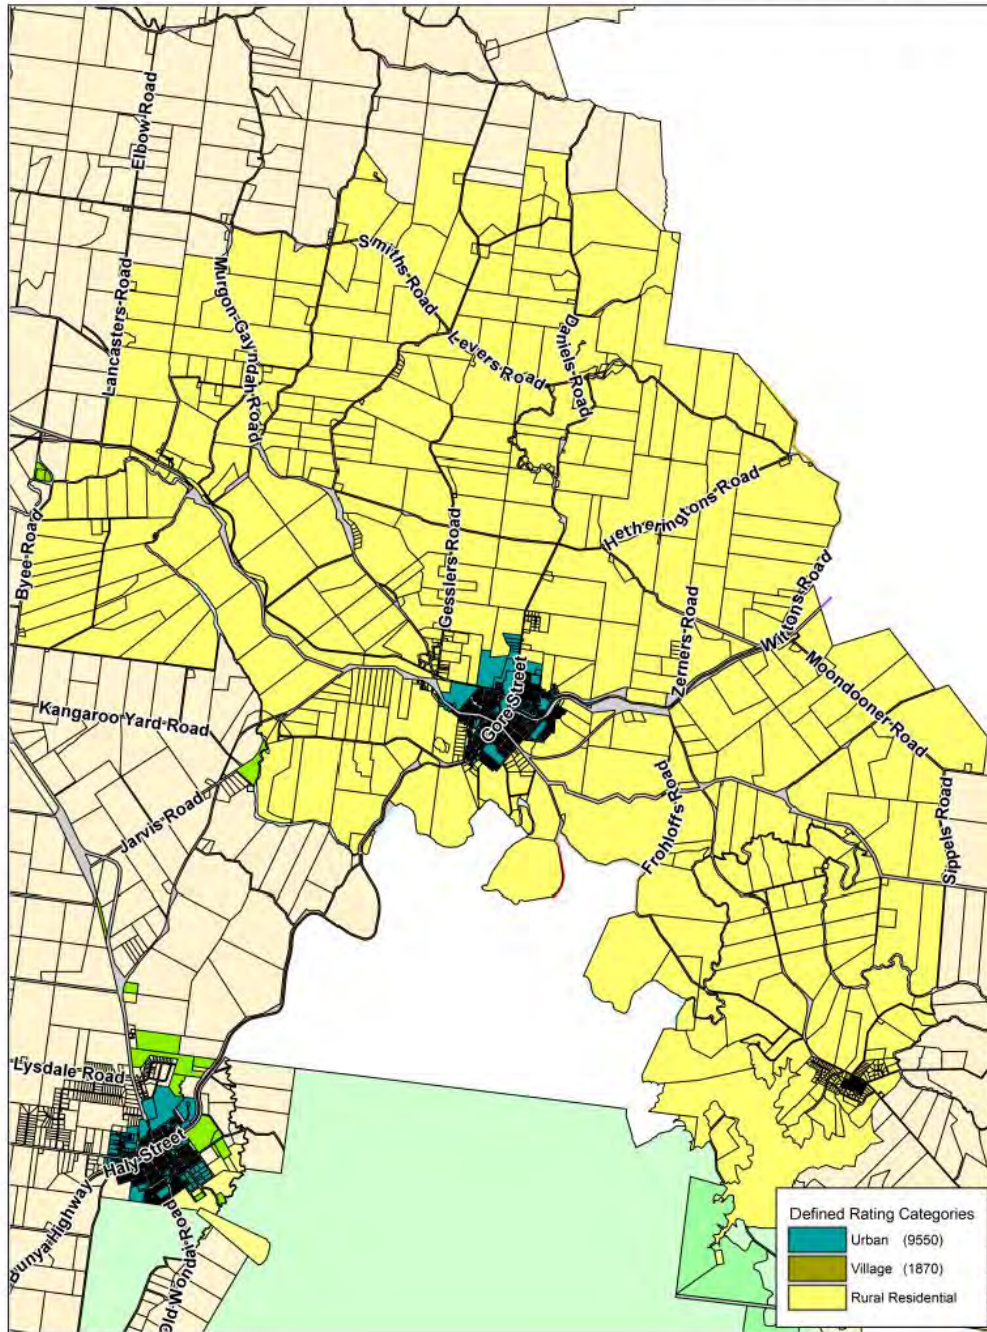 Elbow Road
Smiths Road
Lancasters Road
Murgon-Gayndah Road
Levers Road
Daniels Road
Hetheringtons Road
Byee Road
Gesslers Road
Wittons Road
Zerners Road
Gore Street
Moondooner Road
Kangaroo Yard Road
Jarvis Road
Frohloffs Road
Sippels Road
Lysdale Road
Haly Street
Bunya Highway
Old Wondai Road
Defined Rating Categories
Urban (9550)
Village (1870)
Rural Residential